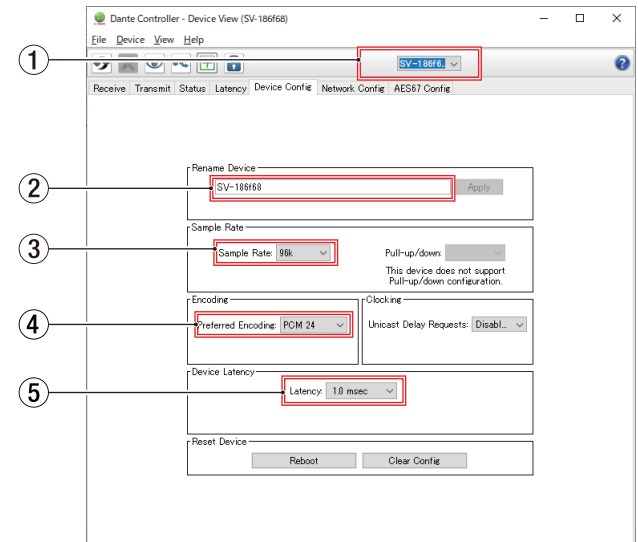 Dante Controller - Device View (SV-186f68)
File Device View Help
1
SV-186f6..
Receive Transmit Status Latency Device Config Network Config AES67 Config
Rename Device
2
SV-186f68
Apply
Sample Rate
3
Sample Rate: 96k
Pull-up/down:
This device does not support
Pull-up/down configuration.
Encoding
Clocking
4
Preferred Encoding: PCM 24
Unicast Delay Requests: Disabl...
Device Latency
5
Latency: 1.0 msec
Reset Device
Reboot
Clear Config